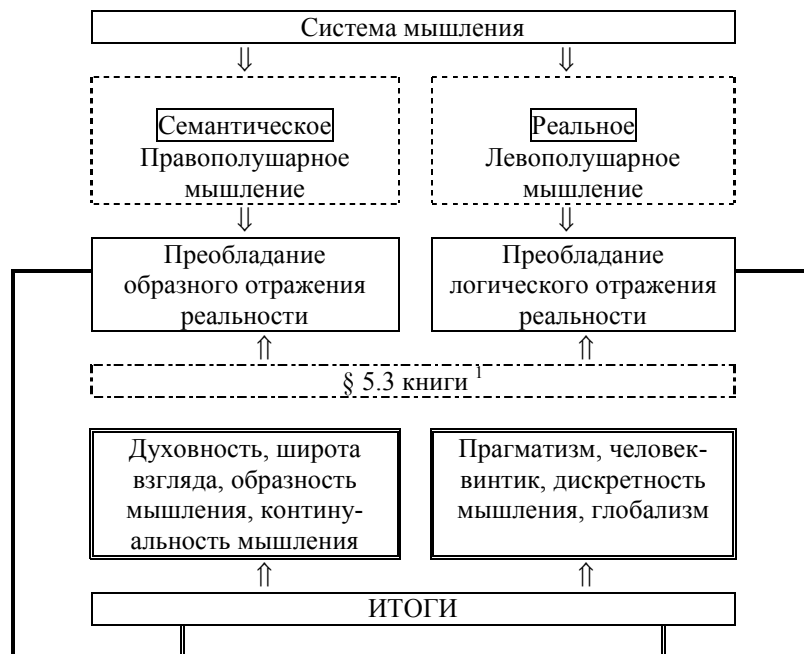 Система мышления
Семантическое
Правополушарное
мышление
Реальное
Левополушарное
мышление
Преобладание
образного отражения
реальности
Преобладание
логического отражения
реальности
§ 5.3 книги 1
Духовность, широта
взгляда, образность
мышления, контину-
альность мышления
Прагматизм, человек-
винтик, дискретность
мышления, глобализм
ИТОГИ